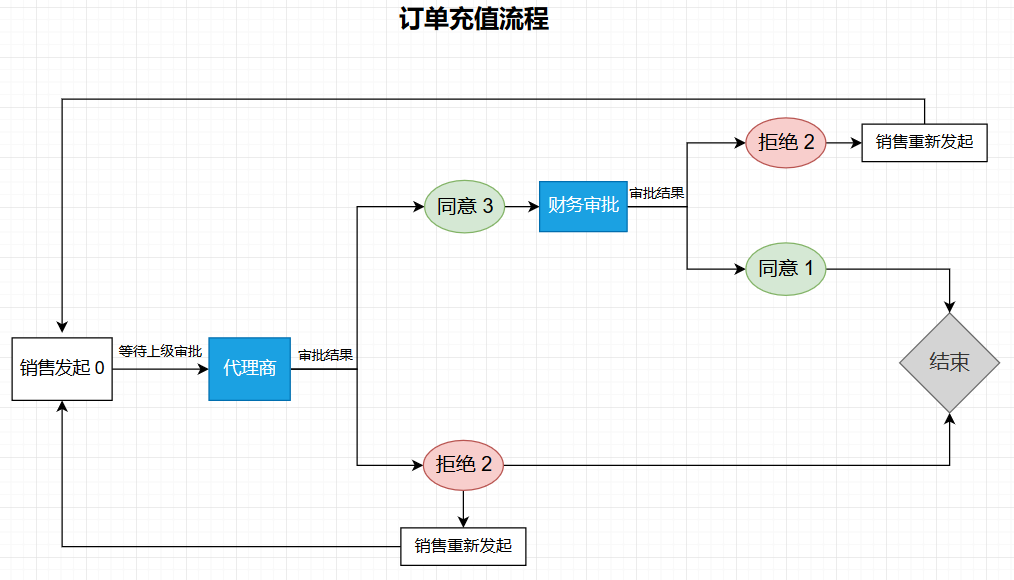 订单充值流程
拒绝 2
销售重新发起
同意 3
财务审批
审批结果
同意 1
销售发起 0
等待上级审批
代理商
审批结果
结束
拒绝 2
销售重新发起